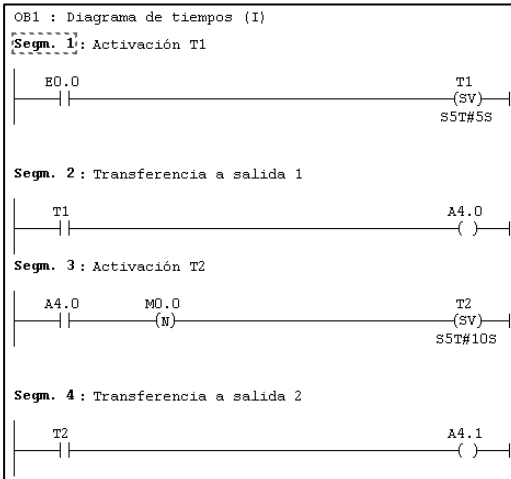 OB1 : Diagrama de tiempos (I)
Segm. 1: Activación T1
E0.0 T1
(SV)
S5T#5S
Segm. 2: Transferencia a salida 1
T1 A4.0
( )
Segm. 3: Activación T2
A4.0 M0.0 T2
(N) (SV)
S5T#10S
Segm. 4: Transferencia a salida 2
T2 A4.1
( )